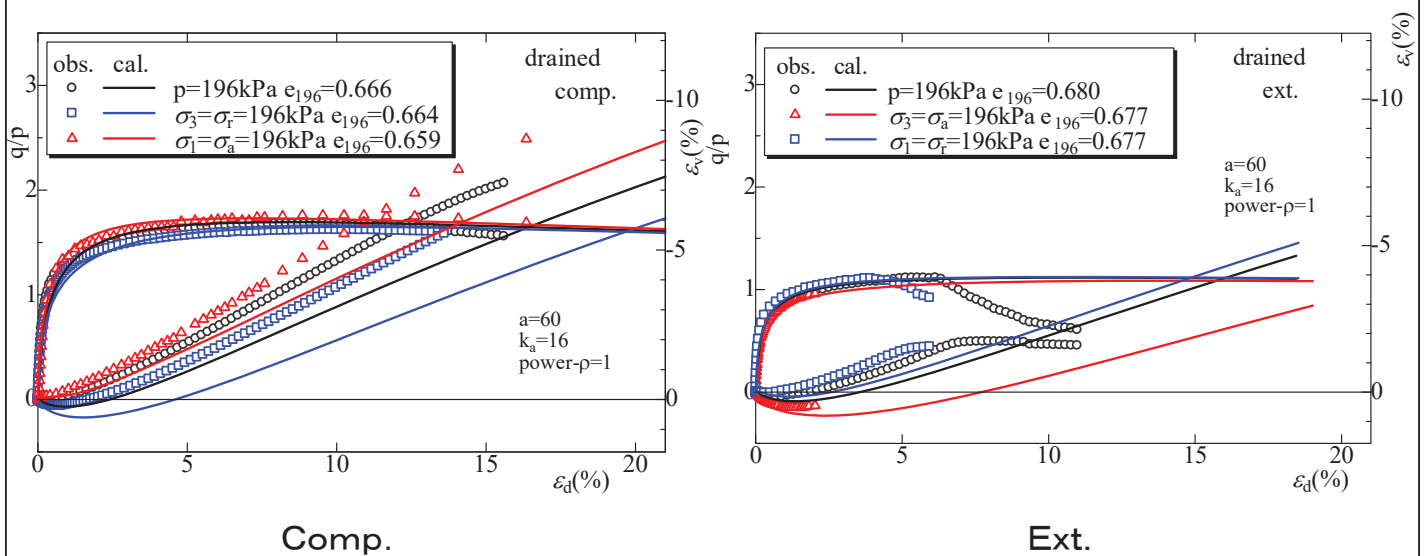 obs. cal.
p=196kPa e196=0.666
σ3=σr=196kPa e196=0.664
σ1=σa=196kPa e196=0.659
drained
comp.
q/p
3
2
1
0
εv(%)
-10
-5
0
a=60
ka=16
power-ρ=1
0 5 10 15 20
εd(%)
Comp.
obs. cal.
p=196kPa e196=0.680
σ3=σa=196kPa e196=0.677
σ1=σr=196kPa e196=0.677
drained
ext.
q/p
3
2
1
0
εv(%)
-10
-5
0
a=60
ka=16
power-ρ=1
0 5 10 15 20
εd(%)
Ext.